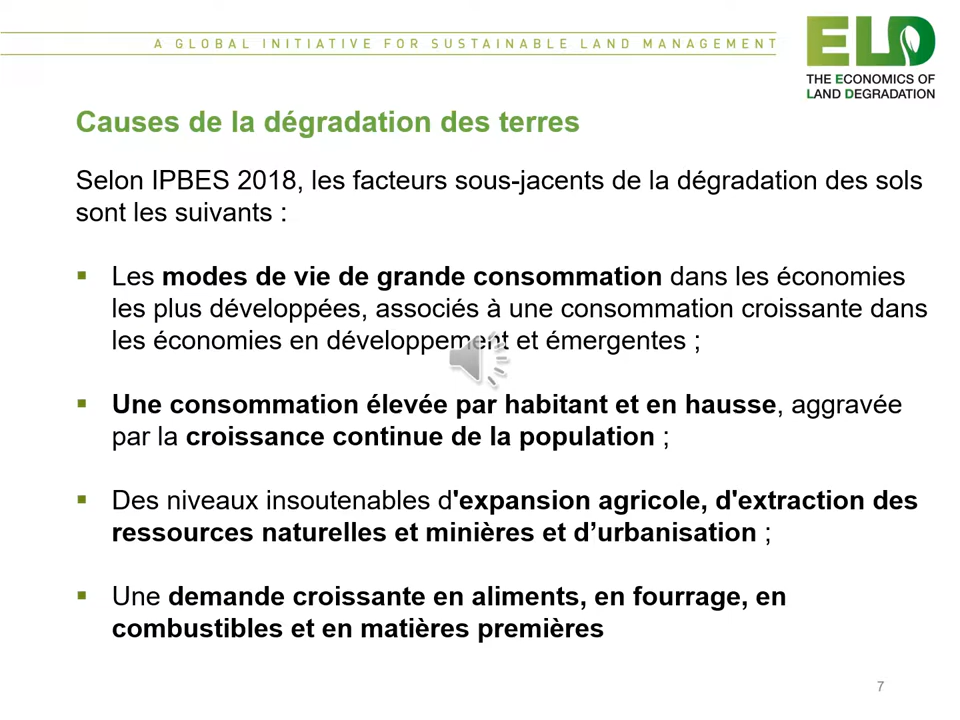 A GLOBAL INITIATIVE FOR SUSTAINABLE LAND MANAGEMENT
ELD
THE ECONOMICS OF
LAND DEGRADATION
Causes de la dégradation des terres
Selon IPBES 2018, les facteurs sous-jacents de la dégradation des sols
sont les suivants :
▪ Les modes de vie de grande consommation dans les économies
les plus développées, associés à une consommation croissante dans
les économies en développement et émergentes ;
▪ Une consommation élevée par habitant et en hausse, aggravée
par la croissance continue de la population ;
▪ Des niveaux insoutenables d'expansion agricole, d'extraction des
ressources naturelles et minières et d’urbanisation ;
▪ Une demande croissante en aliments, en fourrage, en
combustibles et en matières premières
7